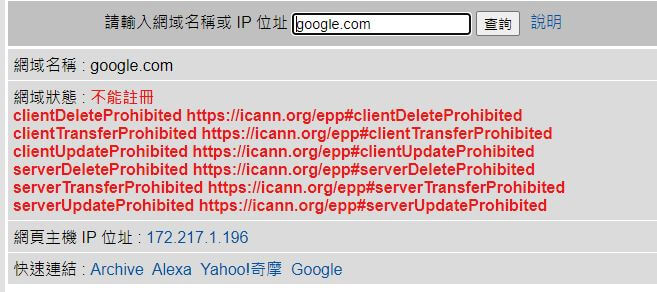 請輸入網域名稱或 IP 位址 google.com 查詢 說明
網域名稱 : google.com
網域狀態 : 不能註冊
clientDeleteProhibited https://icann.org/epp#clientDeleteProhibited
clientTransferProhibited https://icann.org/epp#clientTransferProhibited
clientUpdateProhibited https://icann.org/epp#clientUpdateProhibited
serverDeleteProhibited https://icann.org/epp#serverDeleteProhibited
serverTransferProhibited https://icann.org/epp#serverTransferProhibited
serverUpdateProhibited https://icann.org/epp#serverUpdateProhibited
網頁主機 IP 位址 : 172.217.1.196
快速連結 : Archive Alexa Yahoo!奇摩 Google